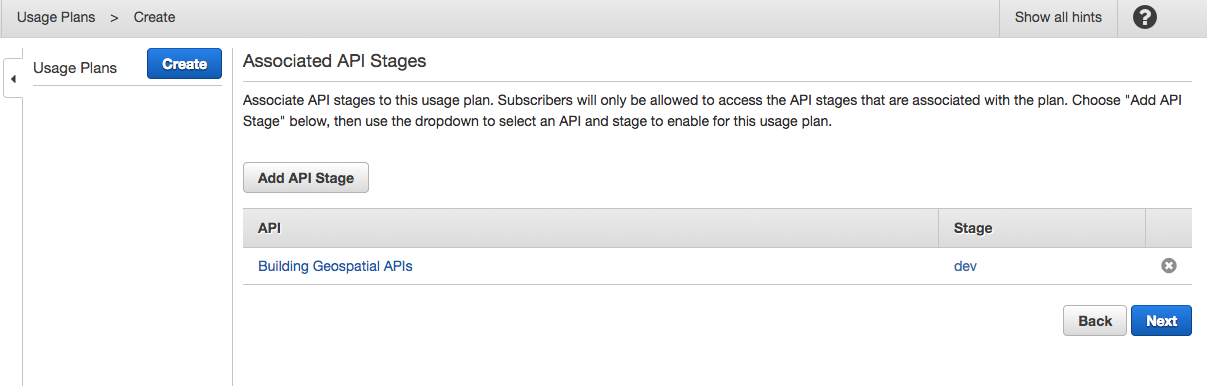 Usage Plans > Create
Show all hints
?
Usage Plans
Create
Associated API Stages
Associate API stages to this usage plan. Subscribers will only be allowed to access the API stages that are associated with the plan. Choose "Add API
Stage" below, then use the dropdown to select an API and stage to enable for this usage plan.
Add API Stage
API Stage
Building Geospatial APIs dev
Back Next